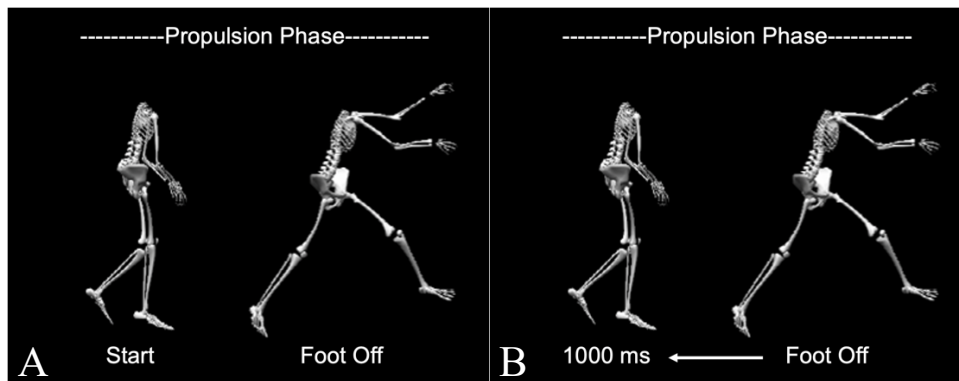 -----------Propulsion Phase-----------
A
Start
Foot Off
-----------Propulsion Phase-----------
B
1000 ms
Foot Off